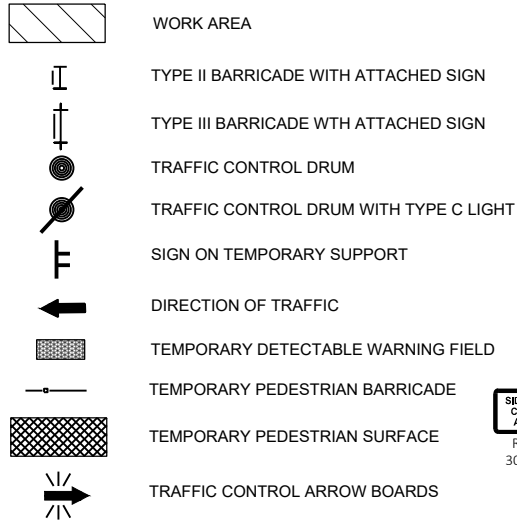 WORK AREA
TYPE II BARRICADE WITH ATTACHED SIGN
TYPE III BARRICADE WTH ATTACHED SIGN
TRAFFIC CONTROL DRUM
TRAFFIC CONTROL DRUM WITH TYPE C LIGHT
SIGN ON TEMPORARY SUPPORT
DIRECTION OF TRAFFIC
TEMPORARY DETECTABLE WARNING FIELD
TEMPORARY PEDESTRIAN BARRICADE
TEMPORARY PEDESTRIAN SURFACE
TRAFFIC CONTROL ARROW BOARDS